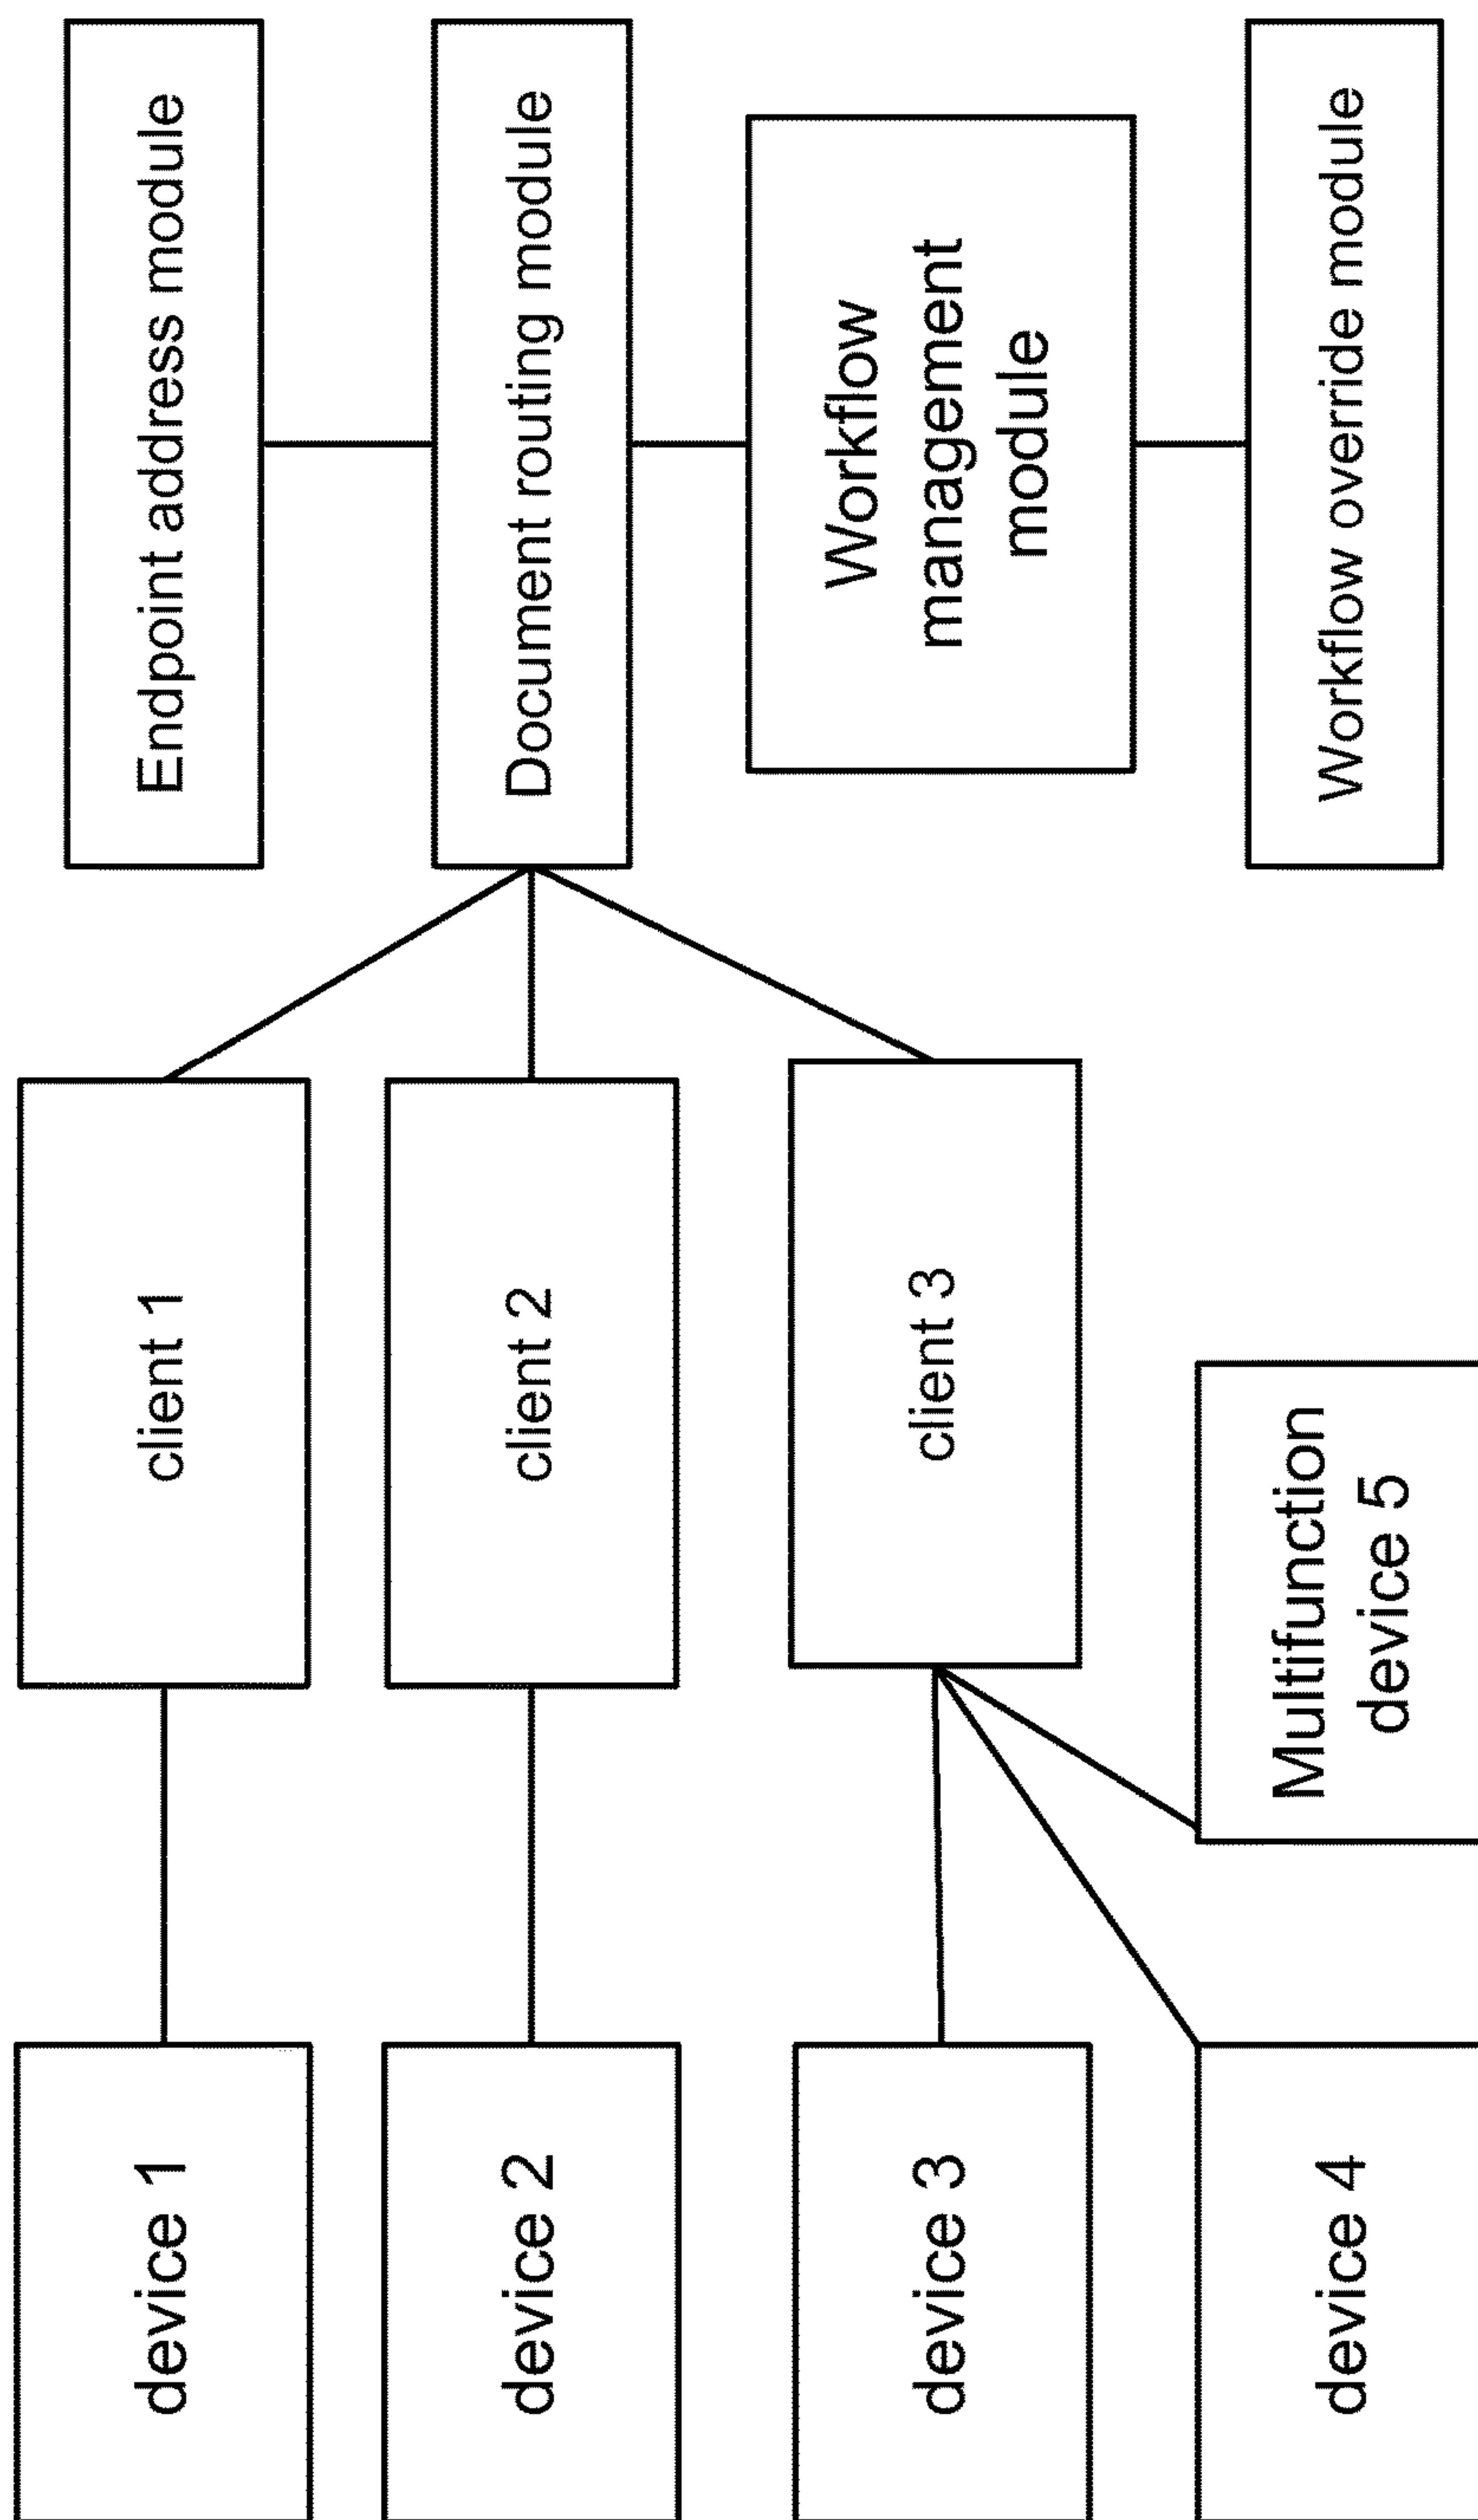 device 1
client 1
Endpoint address module
device 2
client 2
Document routing module
device 3
client 3
Workflow
management
module
device 4
Multifunction
device 5
Workflow override module